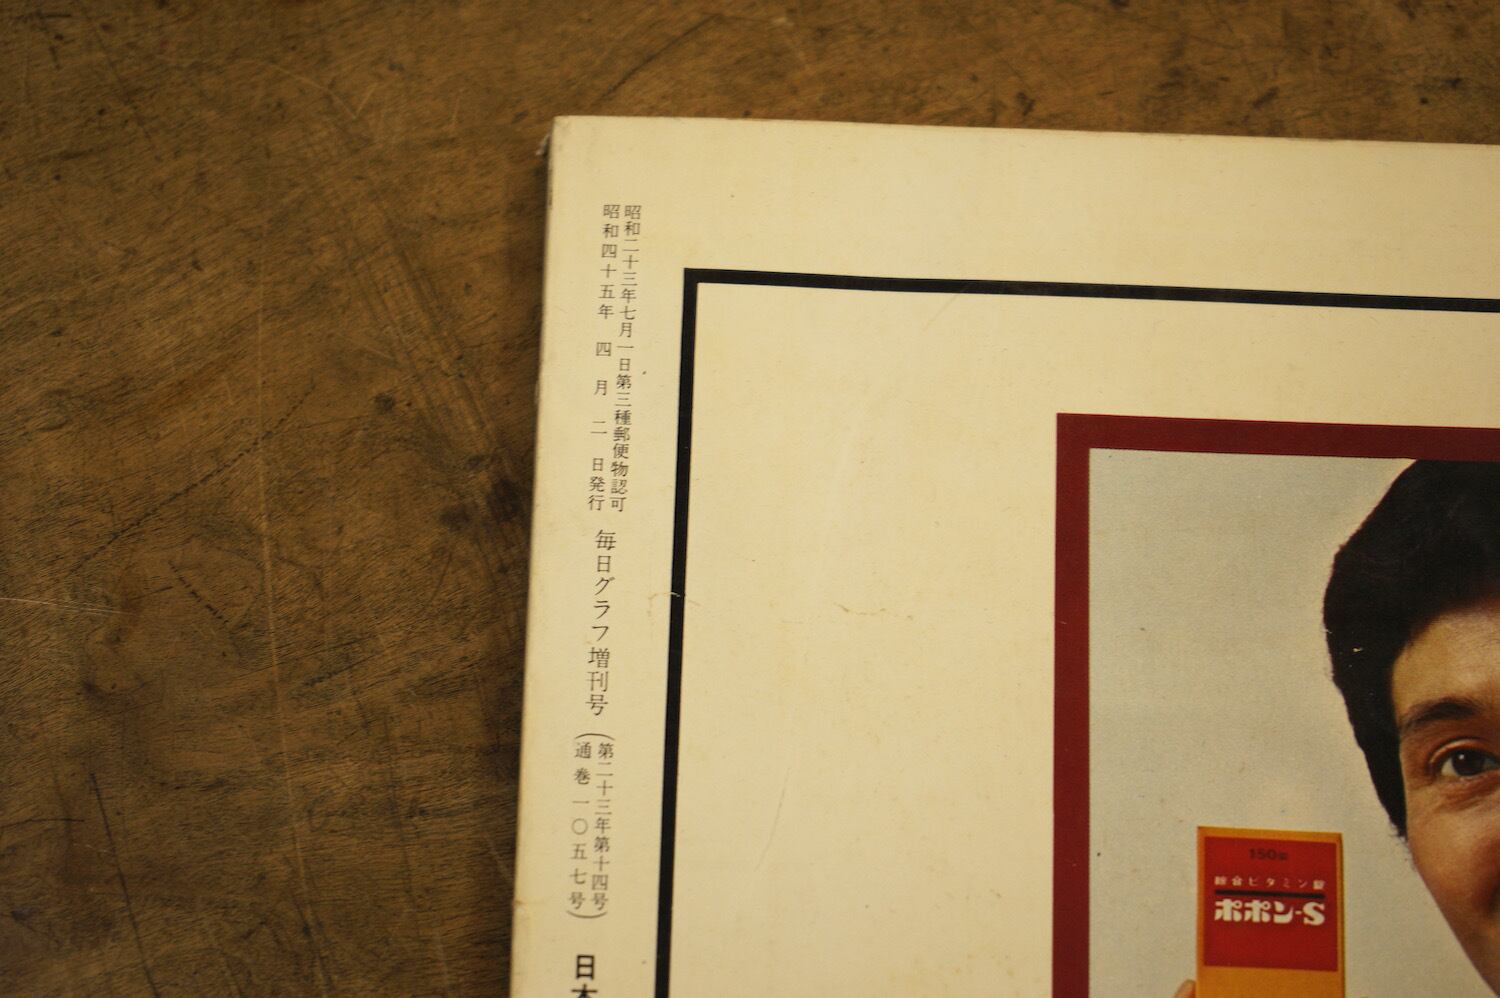 昭和二十三年七月一日第三種郵便物認可
昭和四十五年 四 月 二 日発行
毎日グラフ増刊号
(第二十三年第十四号
通巻一〇五七号)
日本
150錠
総合ビタミン錠
ポポン-S